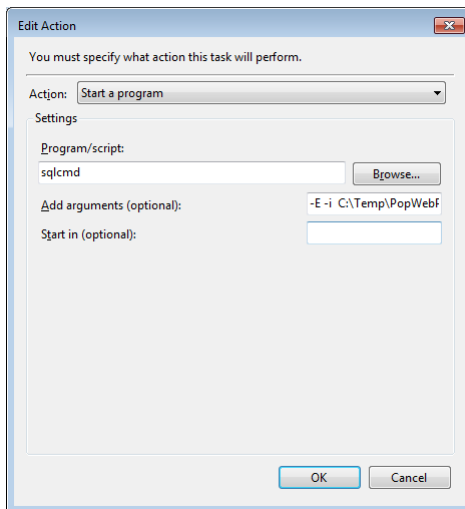 Edit Action
You must specify what action this task will perform.
Action: Start a program
Settings
Program/script:
sqlcmd Browse...
Add arguments (optional): -E -i C:\Temp\PopWebF
Start in (optional):
OK Cancel